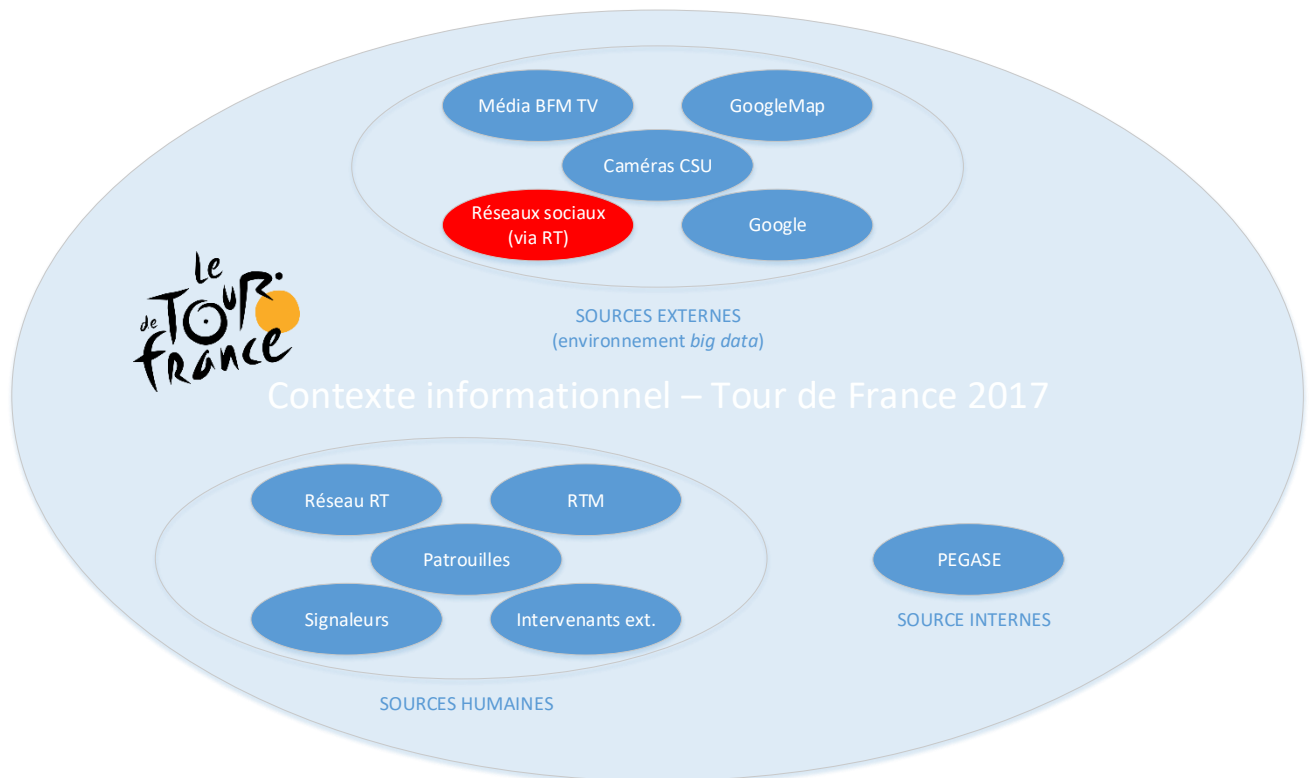 Média BFM TV
GoogleMap
Caméras CSU
Réseaux sociaux
(via RT)
Google
SOURCES EXTERNES
(environnement big data)
Le
de TOUR
france
Contexte informationnel – Tour de France 2017
Réseau RT
RTM
Patrouilles
Signaleurs
Intervenants ext.
SOURCES HUMAINES
PEGASE
SOURCE INTERNES